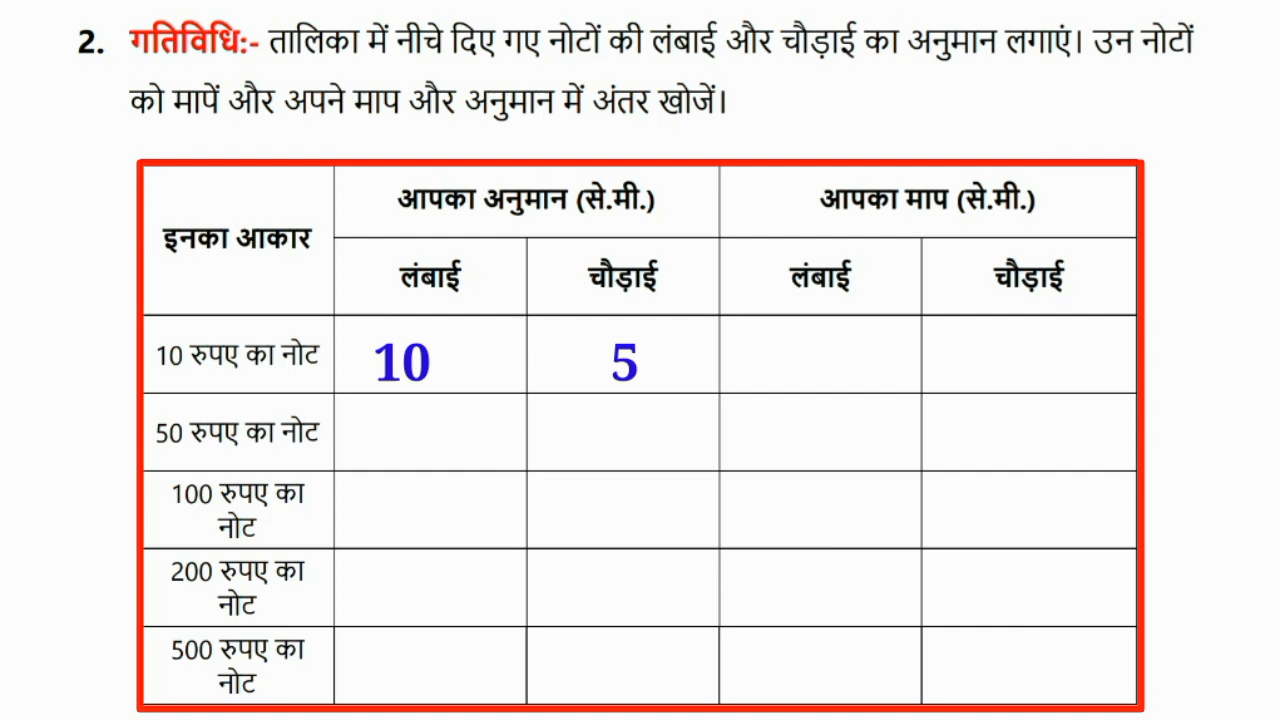 2. गतिविधि:- तालिका में नीचे दिए गए नोटों की लंबाई और चौड़ाई का अनुमान लगाएं। उन नोटों
को मापें और अपने माप और अनुमान में अंतर खोजें।
इनका आकार
आपका अनुमान (से.मी.)
आपका माप (से.मी.)
लंबाई
चौड़ाई
लंबाई
चौड़ाई
10 रुपए का नोट
10
5
50 रुपए का नोट
100 रुपए का
नोट
200 रुपए का
नोट
500 रुपए का
नोट